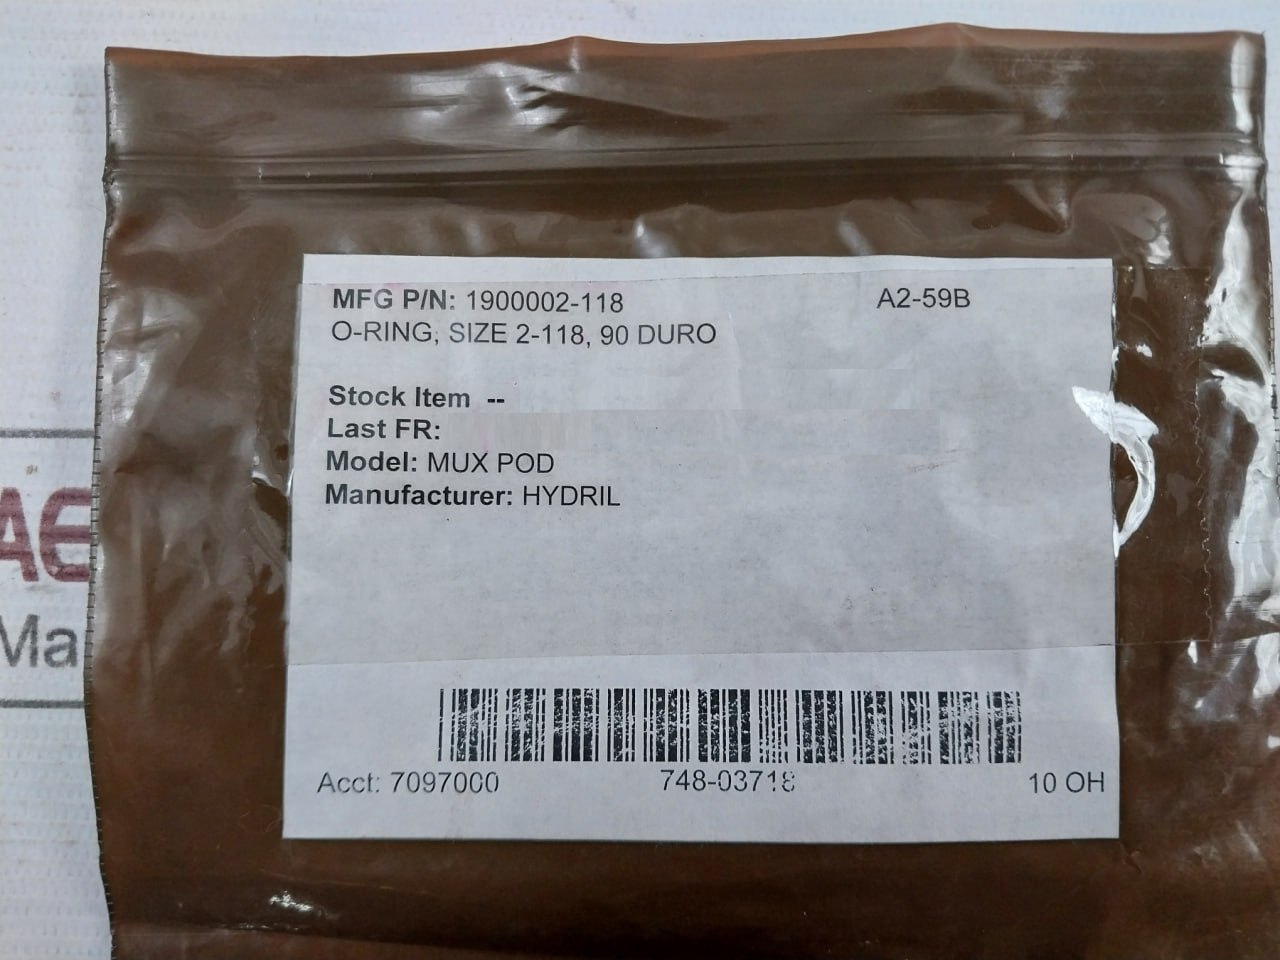 MFG P/N: 1900002-118 A2-59B
O-RING, SIZE 2-118, 90 DURO
Stock Item --
Last FR:
Model: MUX POD
Manufacturer: HYDRIL
AE
Ma
Acct: 7097000 748-03718 10 OH